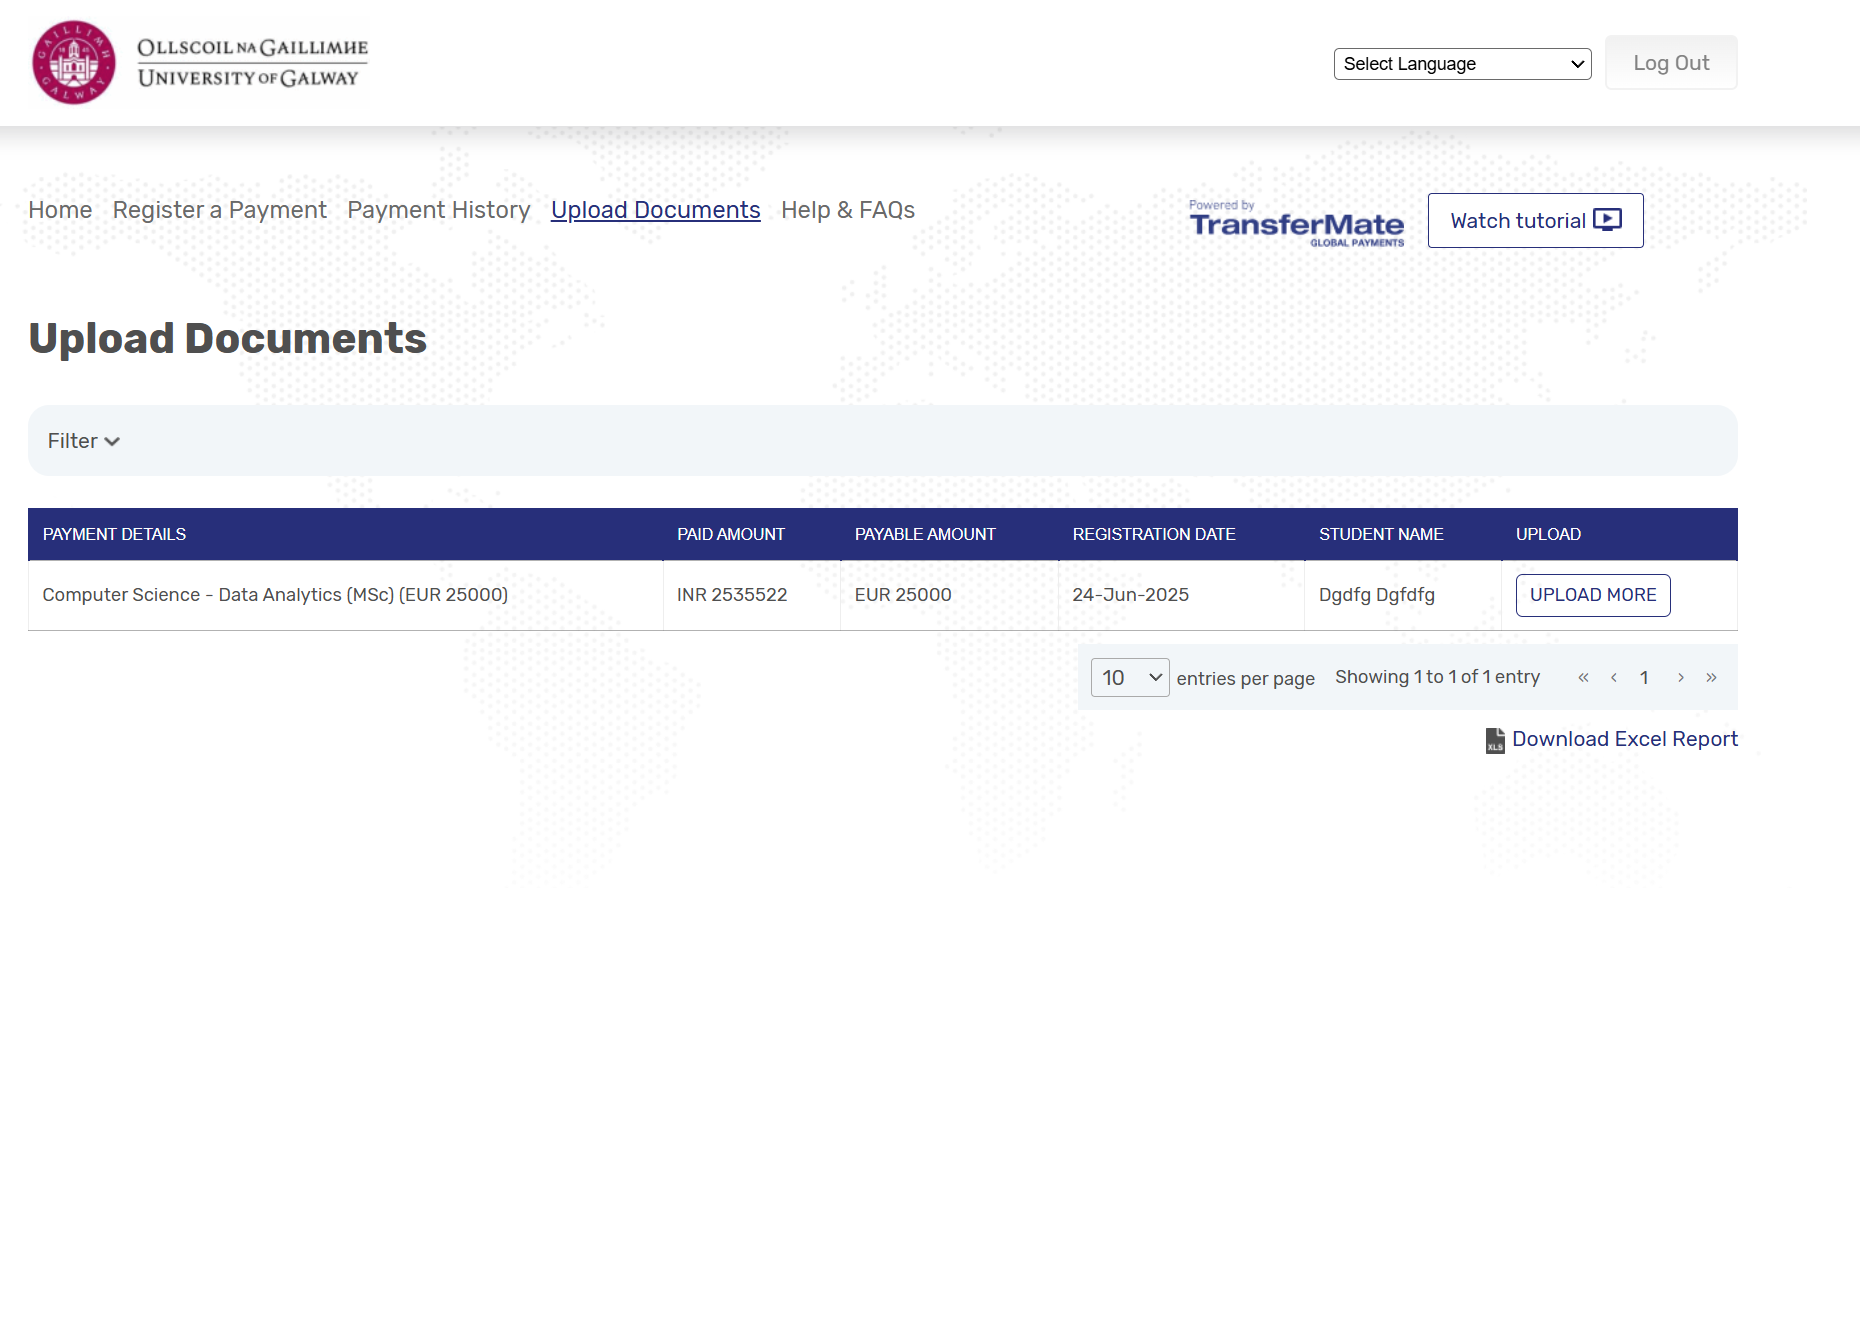 GAILLIMH
GALWAY
OLLSCOIL NA GAILLIMHE
UNIVERSITY OF GALWAY
Select Language
Log Out
Home Register a Payment Payment History Upload Documents Help & FAQs
Powered by
TransferMate
GLOBAL PAYMENTS
Watch tutorial
Upload Documents
Filter
PAYMENT DETAILS PAID AMOUNT PAYABLE AMOUNT REGISTRATION DATE STUDENT NAME UPLOAD
Computer Science - Data Analytics (MSc) (EUR 25000) INR 2535522 EUR 25000 24-Jun-2025 Dgdfg Dgfdfg UPLOAD MORE
10 entries per page Showing 1 to 1 of 1 entry « ‹ 1 › »
XLS Download Excel Report